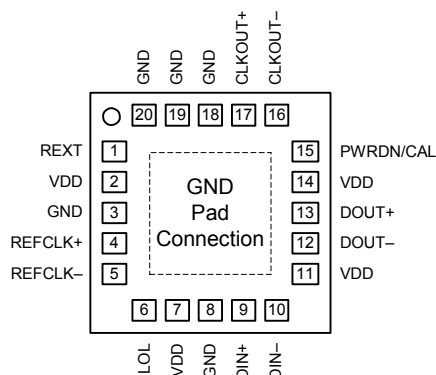 GND
GND
GND
CLKOUT+
CLKOUT–
20
19
18
17
16
REXT 1
VDD 2
GND 3
REFCLK+ 4
REFCLK– 5
GND
Pad
Connection
15 PWRDN/CAL
14 VDD
13 DOUT+
12 DOUT–
11 VDD
6
7
8
9
10
LOL
VDD
GND
DIN+
DIN–